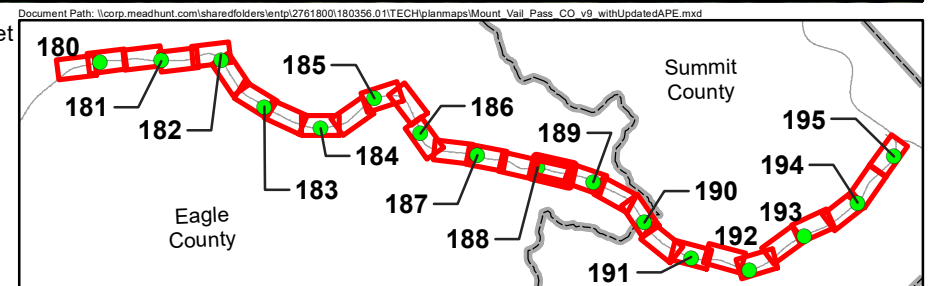 Document Path: \\corp.meadhunt.com\sharedfolders\entp\2761800\180356.01\TECH\planmaps\Mount_Vail_Pass_CO_v9_withUpdatedAPE.mxd
et
180
181
182
183
184
185
186
187
188
189
190
191
192
193
194
195
Eagle
County
Summit
County